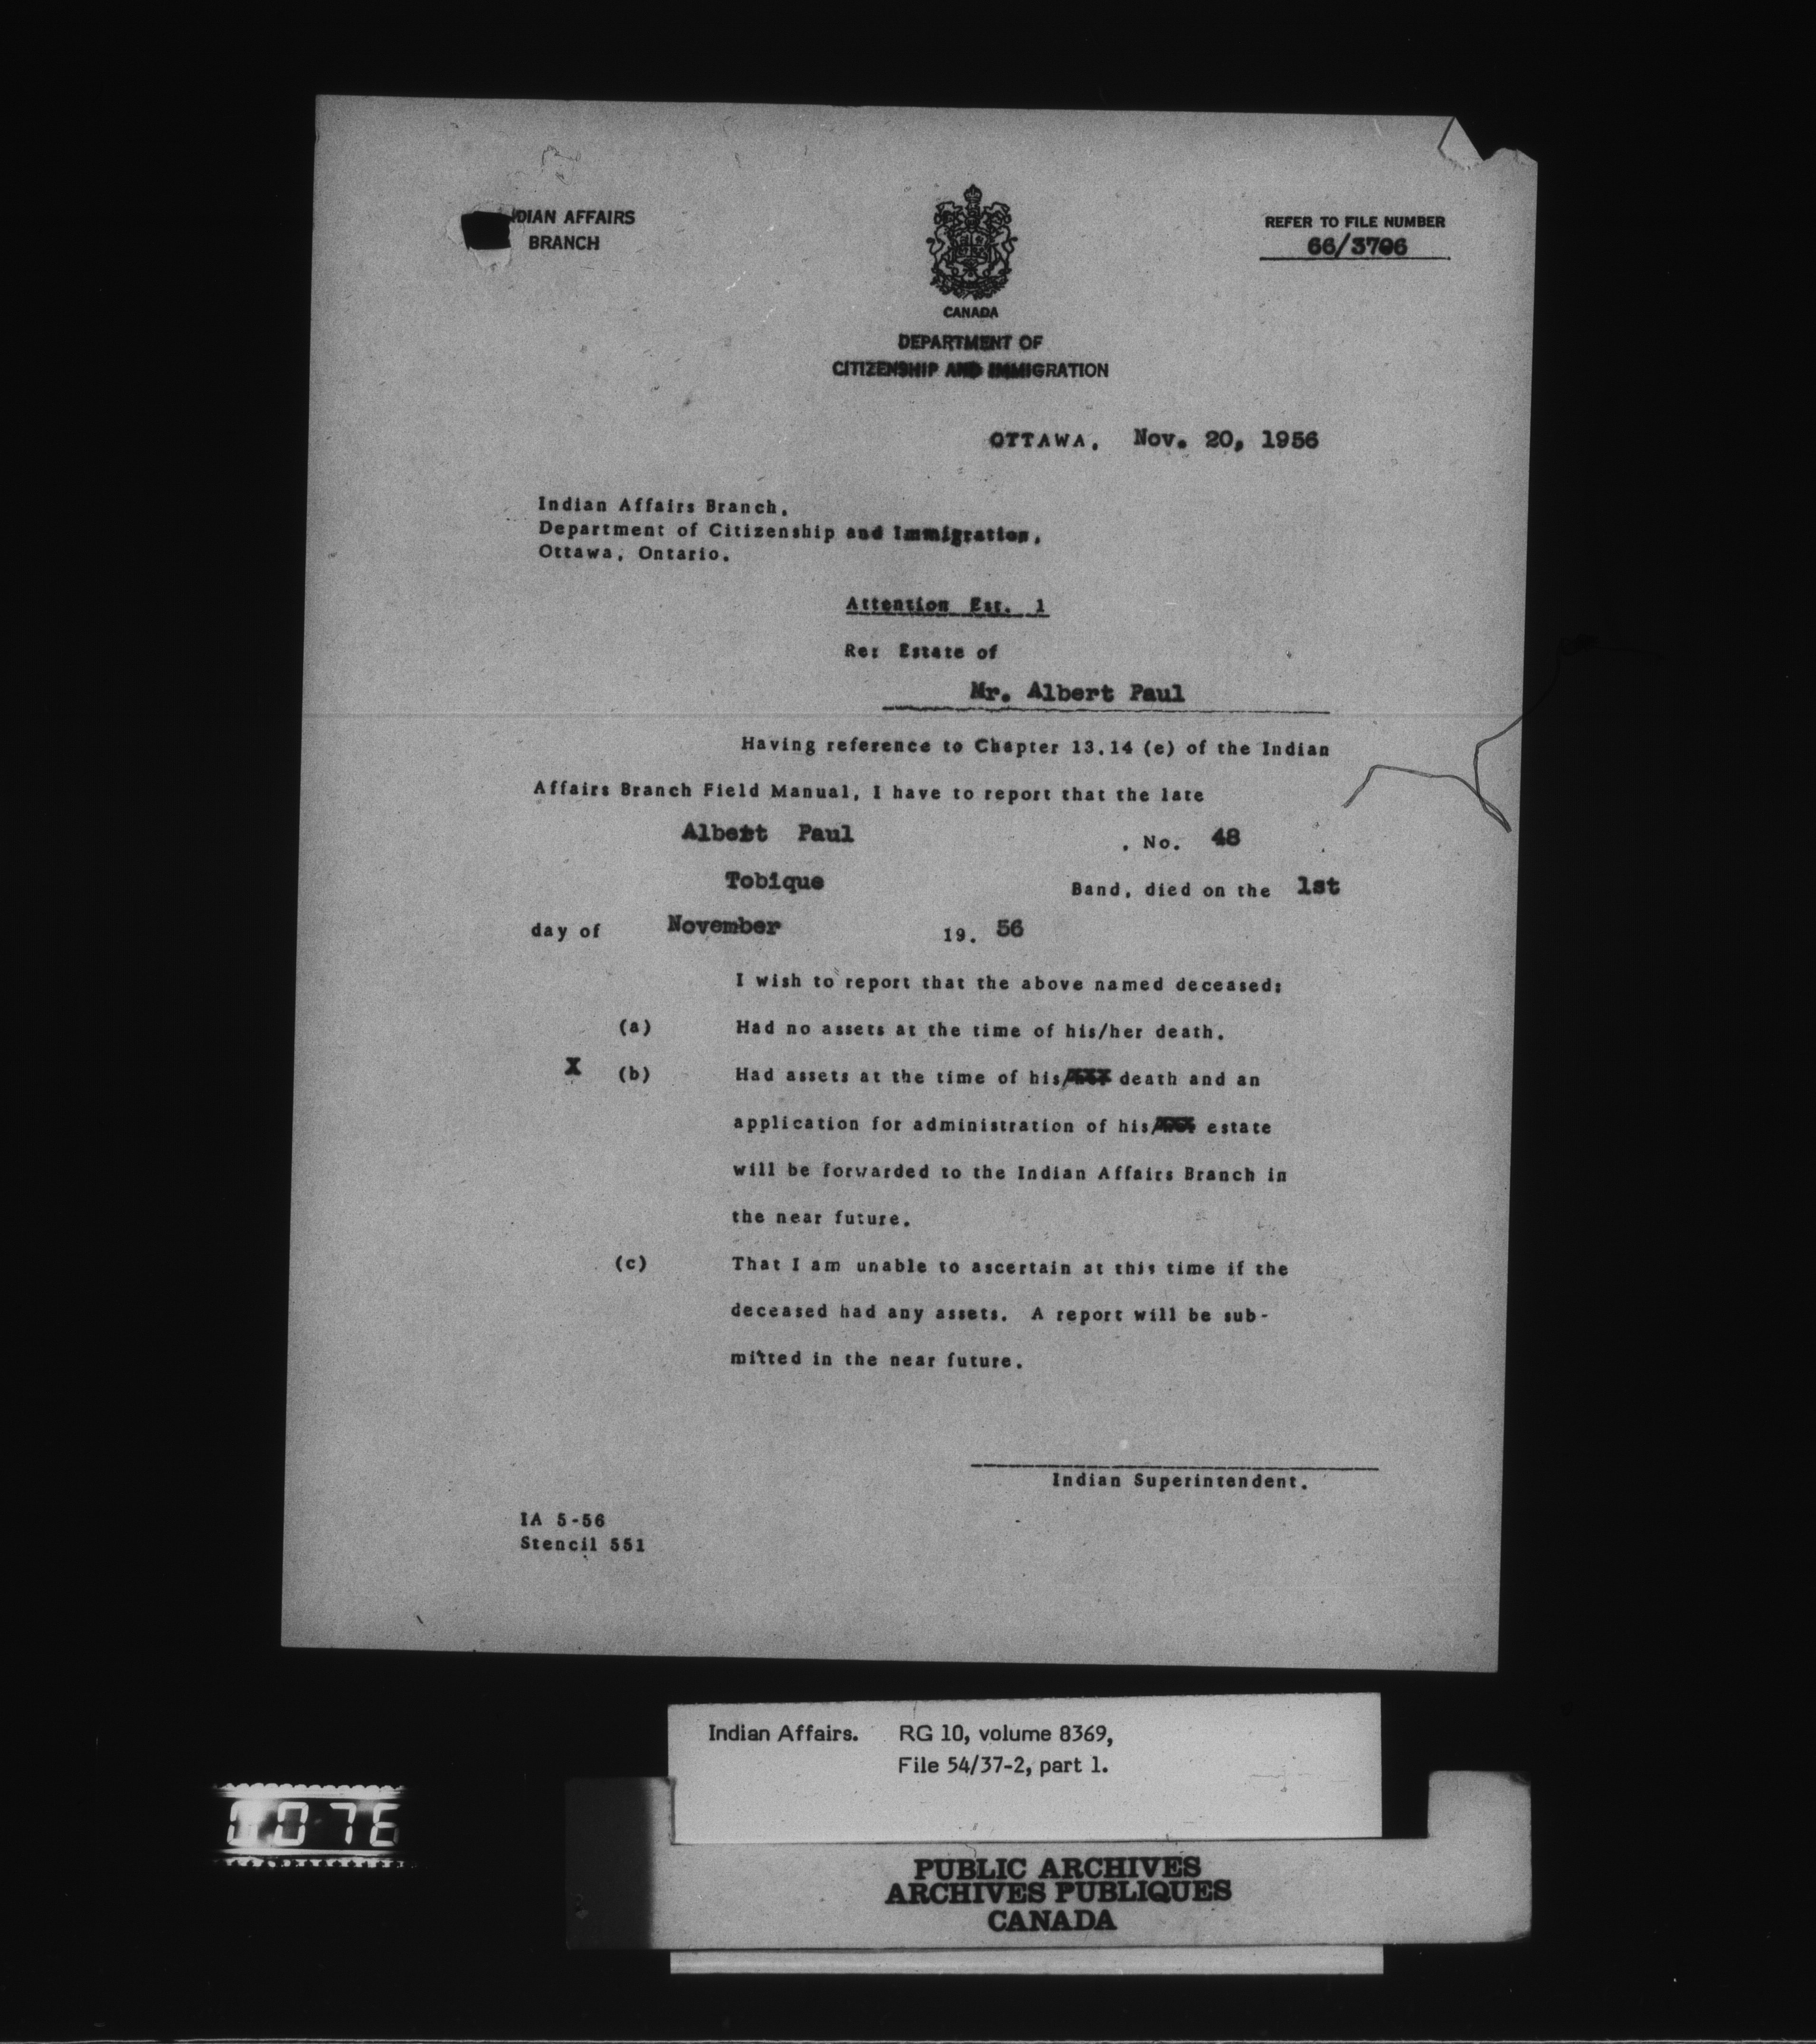 INDIAN AFFAIRS
BRANCH
REFER TO FILE NUMBER
66/3706
CANADA
DEPARTMENT OF
CITIZENSHIP AND IMMIGRATION
OTTAWA, Nov. 20, 1956
Indian Affairs Branch,
Department of Citizenship and Immigration,
Ottawa, Ontario.
Attention Est. 1
Re: Estate of
Mr. Albert Paul
Having reference to Chapter 13.14 (e) of the Indian
Affairs Branch Field Manual, I have to report that the late
Albert Paul , No. 48
Tobique Band, died on the 1st
day of November 19. 56
I wish to report that the above named deceased:
(a) Had no assets at the time of his/her death.
X (b) Had assets at the time of his/ death and an
application for administration of his/ estate
will be forwarded to the Indian Affairs Branch in
the near future.
(c) That I am unable to ascertain at this time if the
deceased had any assets. A report will be sub-
mitted in the near future.
Indian Superintendent.
IA 5-56
Stencil 551
Indian Affairs. RG 10, volume 8369,
File 54/37-2, part 1.
PUBLIC ARCHIVES
ARCHIVES PUBLIQUES
CANADA